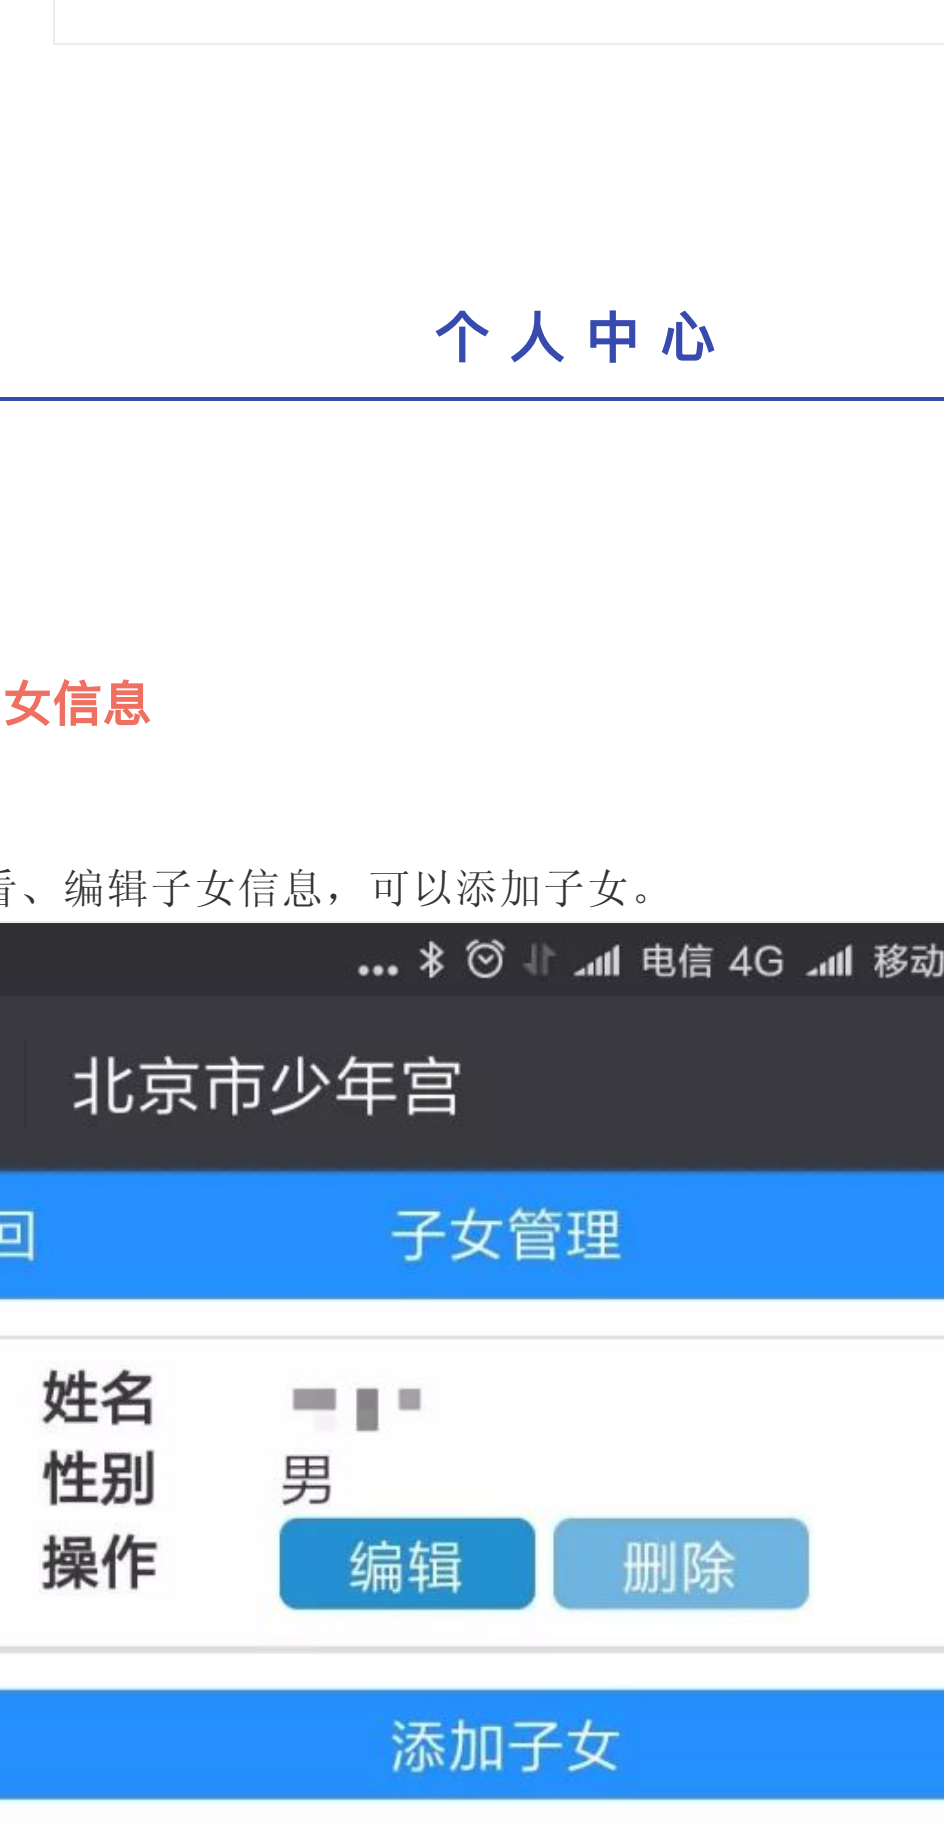 个人中心
女信息
看、编辑子女信息，可以添加子女。
... 电信 4G 移动
北京市少年宫
回 子女管理
姓名
性别 男
操作 编辑 删除
添加子女